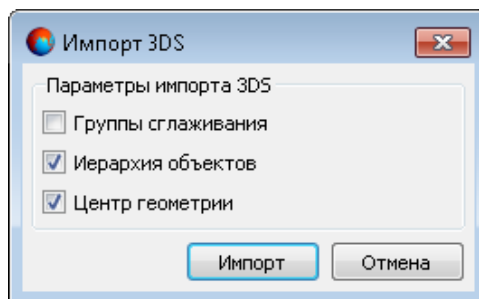 Импорт 3DS
Параметры импорта 3DS
Группы сглаживания
Иерархия объектов
Центр геометрии
Импорт
Отмена